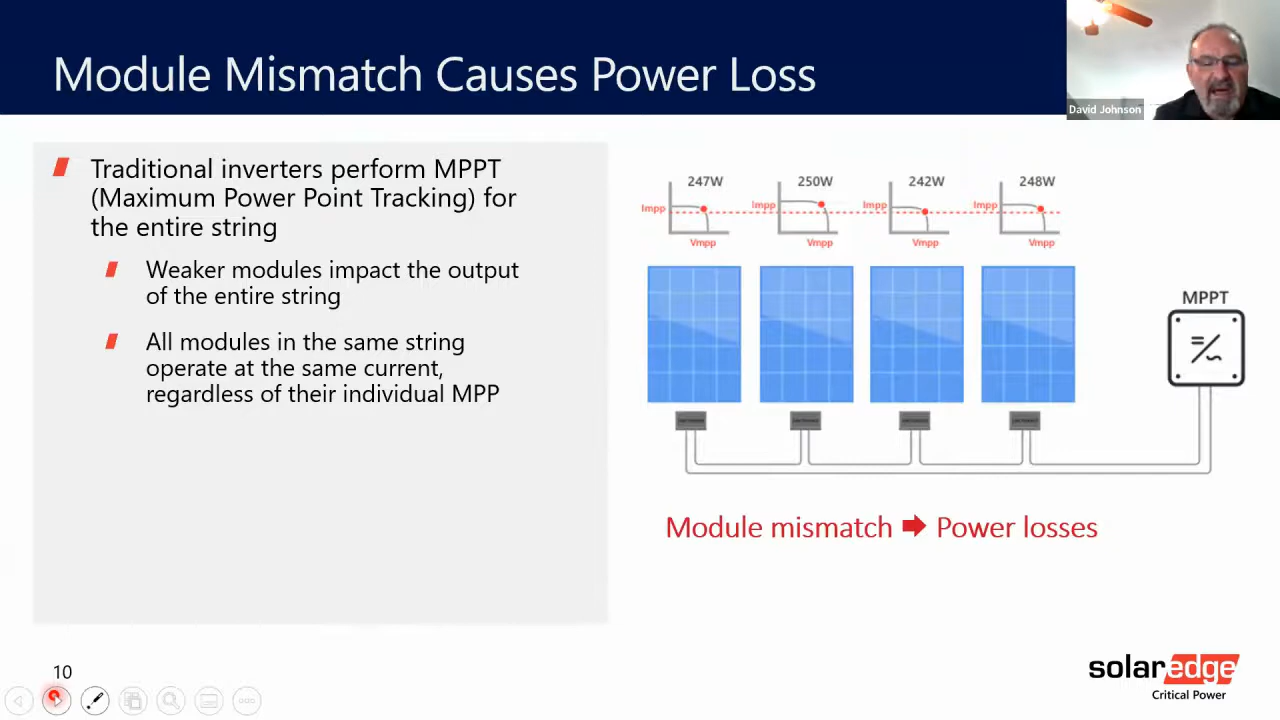 Module Mismatch Causes Power Loss
David Johnson
Traditional inverters perform MPPT
(Maximum Power Point Tracking) for
the entire string
Weaker modules impact the output
of the entire string
All modules in the same string
operate at the same current,
regardless of their individual MPP
247W
250W
242W
248W
Impp
Impp
Impp
Impp
Vmpp
Vmpp
Vmpp
Vmpp
MPPT
Module mismatch ➡ Power losses
10
solaredge
Critical Power